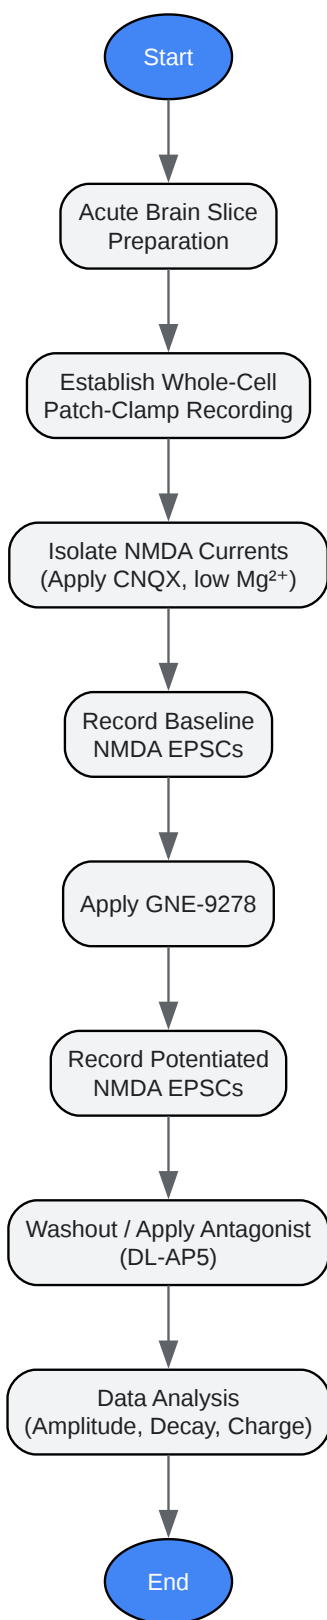 Start
Acute Brain Slice
Preparation
Establish Whole-Cell
Patch-Clamp Recording
Isolate NMDA Currents
(Apply CNQX, low Mg²⁺)
Record Baseline
NMDA EPSCs
Apply GNE-9278
Record Potentiated
NMDA EPSCs
Washout / Apply Antagonist
(DL-AP5)
Data Analysis
(Amplitude, Decay, Charge)
End